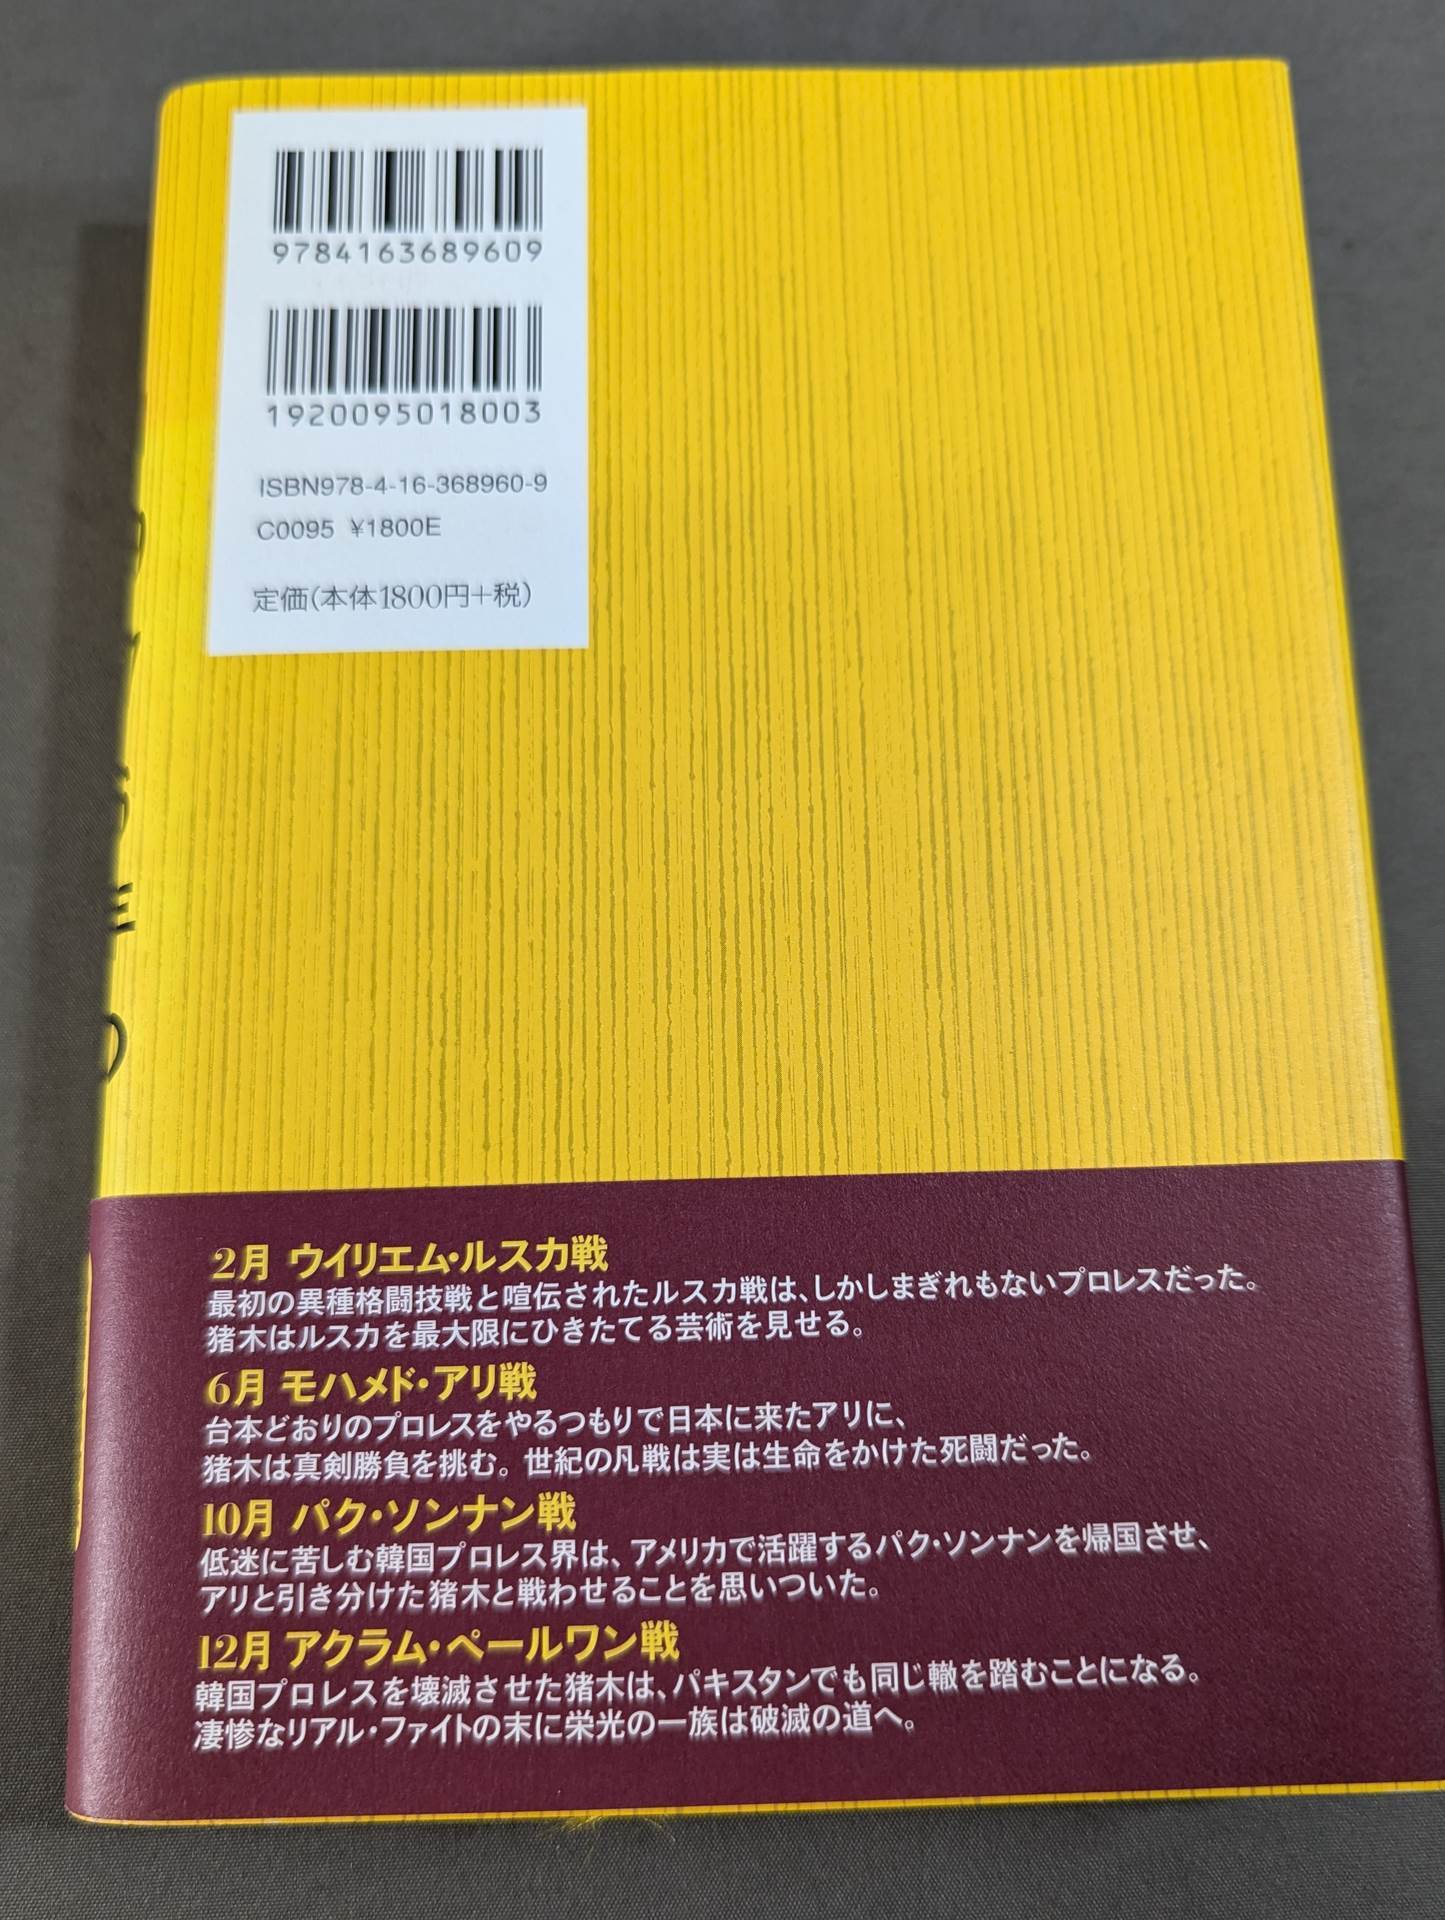 9784163689609
1920095018003
ISBN978-4-16-368960-9
C0095 ¥1800E
定価(本体1800円+税)
2月 ウイリエム・ルスカ戦
最初の異種格闘技戦と喧伝されたルスカ戦は、しかしまぎれもないプロレスだった。
猪木はルスカを最大限にひきたてる芸術を見せる。
6月 モハメド・アリ戦
台本どおりのプロレスをやるつもりで日本に来たアリに、
猪木は真剣勝負を挑む。世紀の凡戦は実は生命をかけた死闘だった。
10月 パク・ソンナン戦
低迷に苦しむ韓国プロレス界は、アメリカで活躍するパク・ソンナンを帰国させ、
アリと引き分けた猪木と戦わせることを思いついた。
12月 アクラム・ペールワン戦
韓国プロレスを壊滅させた猪木は、パキスタンでも同じ轍を踏むことになる。
凄惨なリアル・ファイトの末に栄光の一族は破滅の道へ。